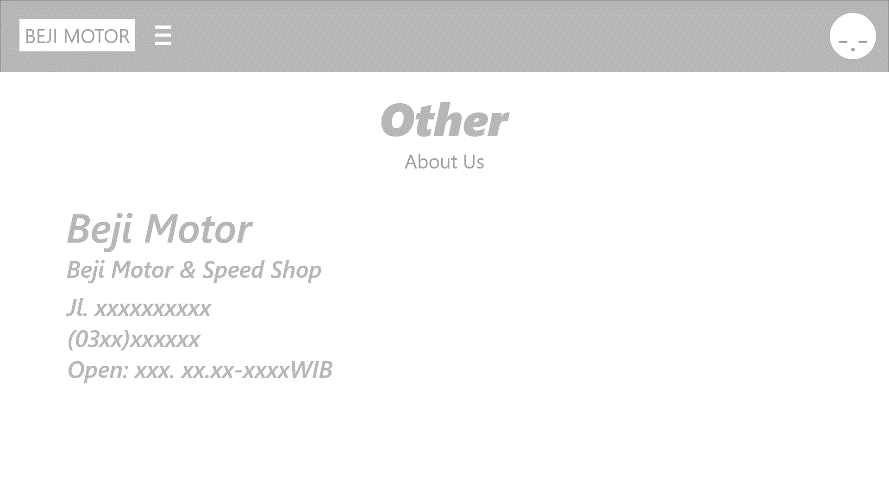 BEJI MOTOR
Other
About Us
Beji Motor
Beji Motor & Speed Shop
Jl. xxxxxxxxxx
(03xx)xxxxxx
Open: xxx. xx.xx-xxxxWIB